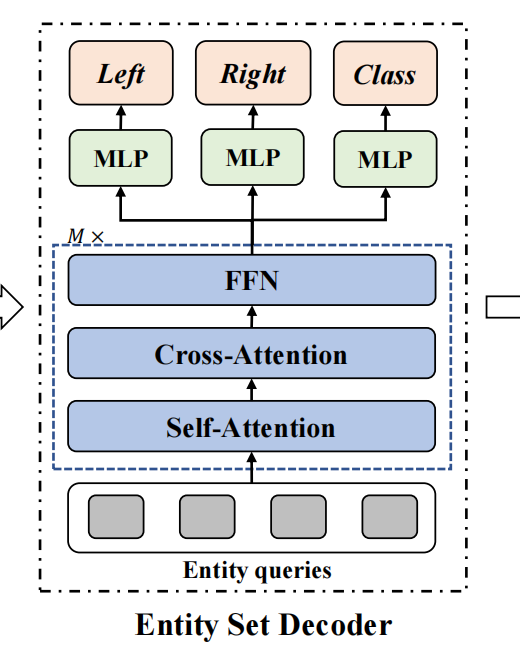 Left Right Class
MLP MLP MLP
M ×
FFN
Cross-Attention
Self-Attention
Entity queries
Entity Set Decoder